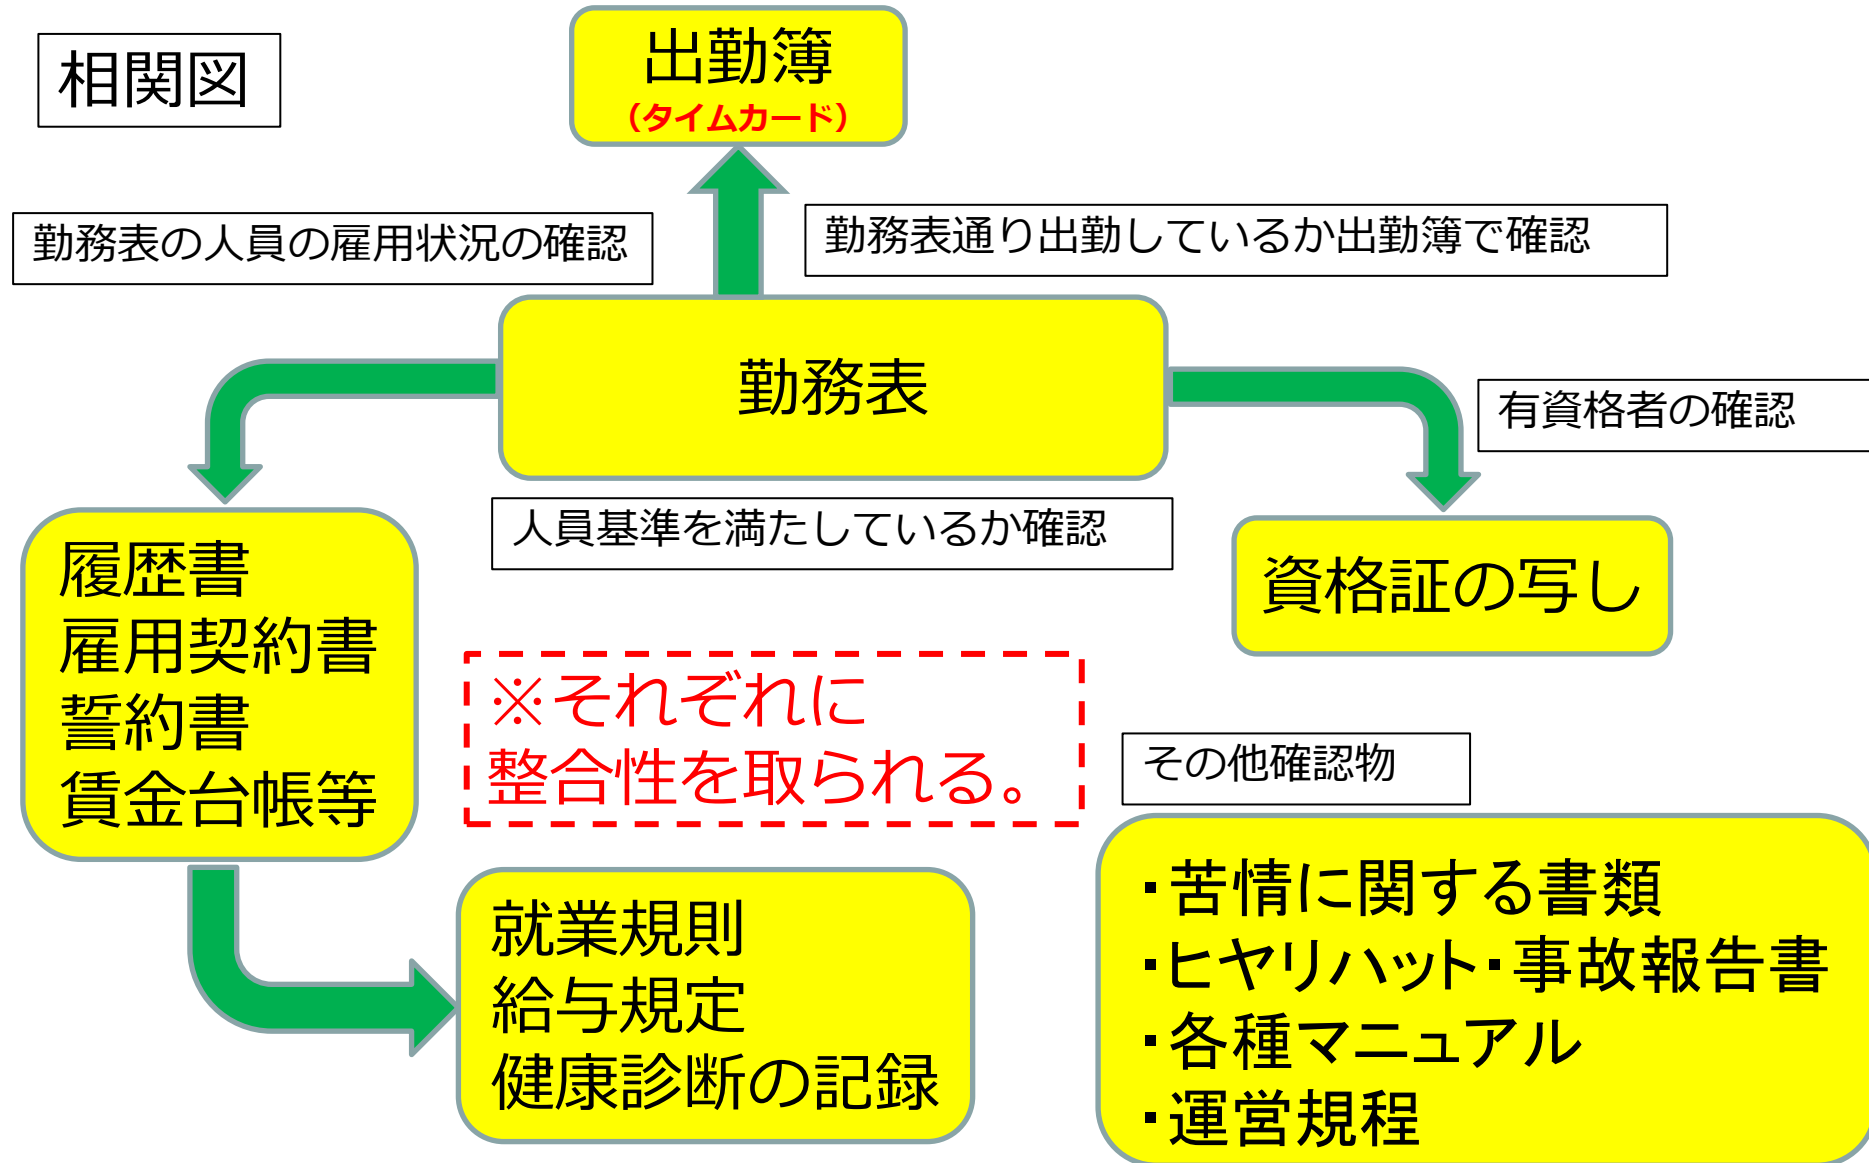 相関図
出勤簿
（タイムカード）
勤務表の人員の雇用状況の確認
勤務表通り出勤しているか出勤簿で確認
勤務表
有資格者の確認
人員基準を満たしているか確認
履歴書
雇用契約書
誓約書
賃金台帳等
資格証の写し
※それぞれに
整合性を取られる。
その他確認物
就業規則
給与規定
健康診断の記録
・苦情に関する書類
・ヒヤリハット・事故報告書
・各種マニュアル
・運営規程